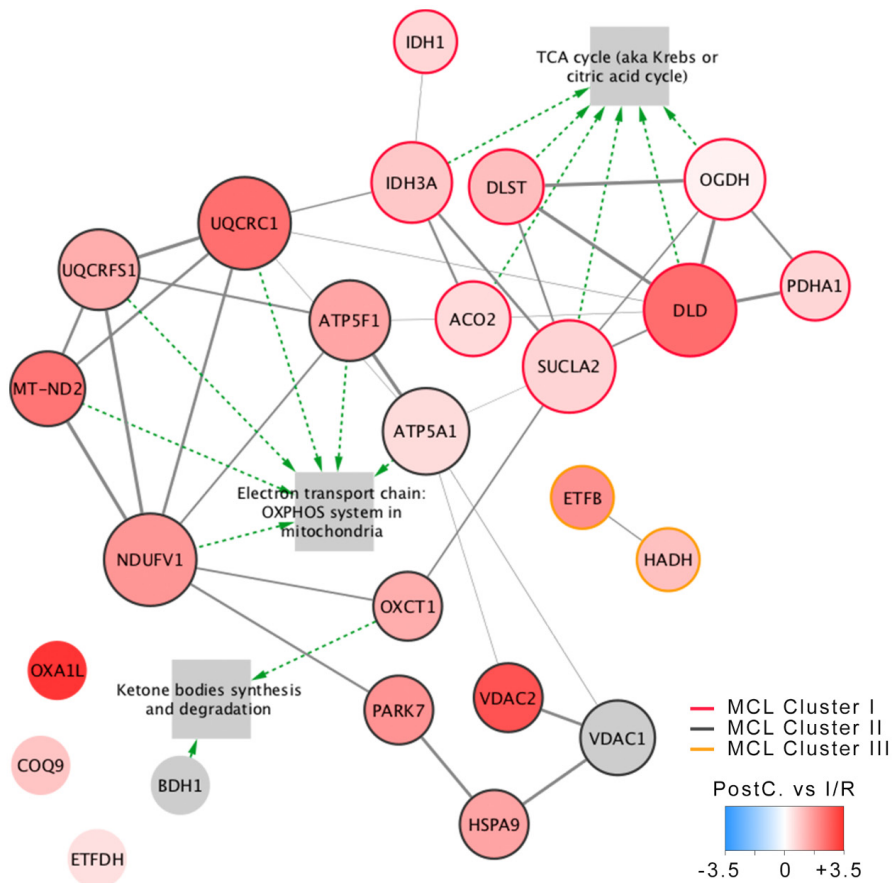 IDH1
TCA cycle (aka Krebs or
citric acid cycle)
IDH3A
DLST
OGDH
UQCRC1
UQCRFS1
ATP5F1
ACO2
DLD
PDHA1
SUCLA2
MT-ND2
ATP5A1
Electron transport chain:
OXPHOS system in
mitochondria
ETFB
NDUFV1
HADH
OXCT1
OXA1L
Ketone bodies synthesis
and degradation
PARK7
VDAC2
VDAC1
COQ9
BDH1
HSPA9
ETFDH
MCL Cluster I
MCL Cluster II
MCL Cluster III
PostC. vs I/R
-3.5 0 +3.5